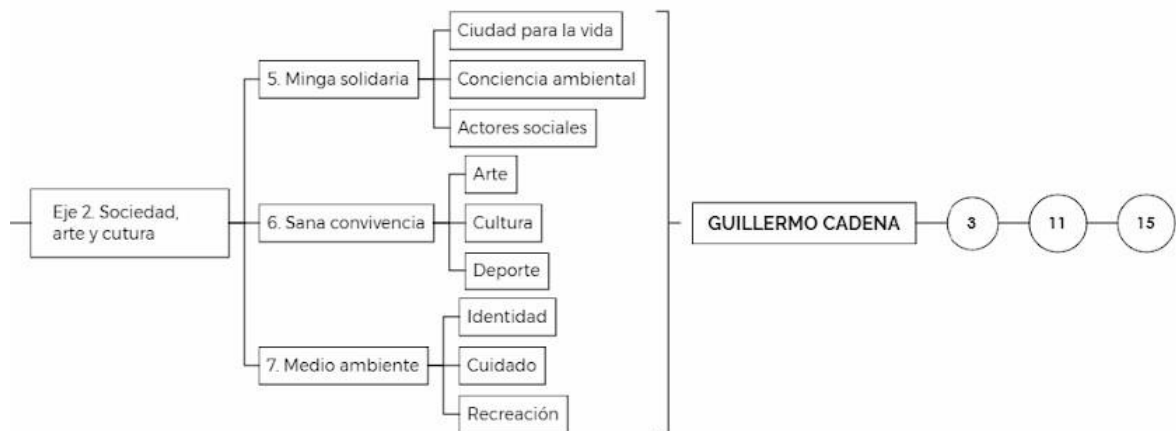 Eje 2. Sociedad,
arte y cutura
5. Minga solidaria
Ciudad para la vida
Conciencia ambiental
Actores sociales
6. Sana convivencia
Arte
Cultura
Deporte
7. Medio ambiente
Identidad
Cuidado
Recreación
GUILLERMO CADENA
3
11
15